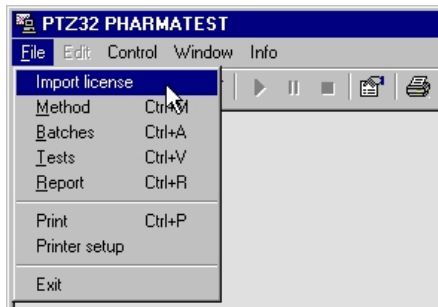 PTZ32 PHARMATEST
File Edit Control Window Info
Import license
Method Ctrl+M
Batches Ctrl+A
Tests Ctrl+V
Report Ctrl+R
Print Ctrl+P
Printer setup
Exit